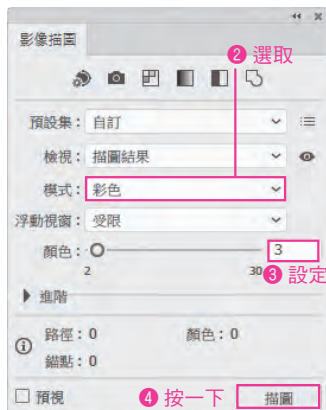 影像描圖
❷ 選取
預設集：自訂
檢視：描圖結果
模式：彩色
浮動視窗：受限
顏色： 3
2 30 ❸ 設定
進階
路徑：0 顏色：0
錨點：0
預視 ❹ 按一下 描圖